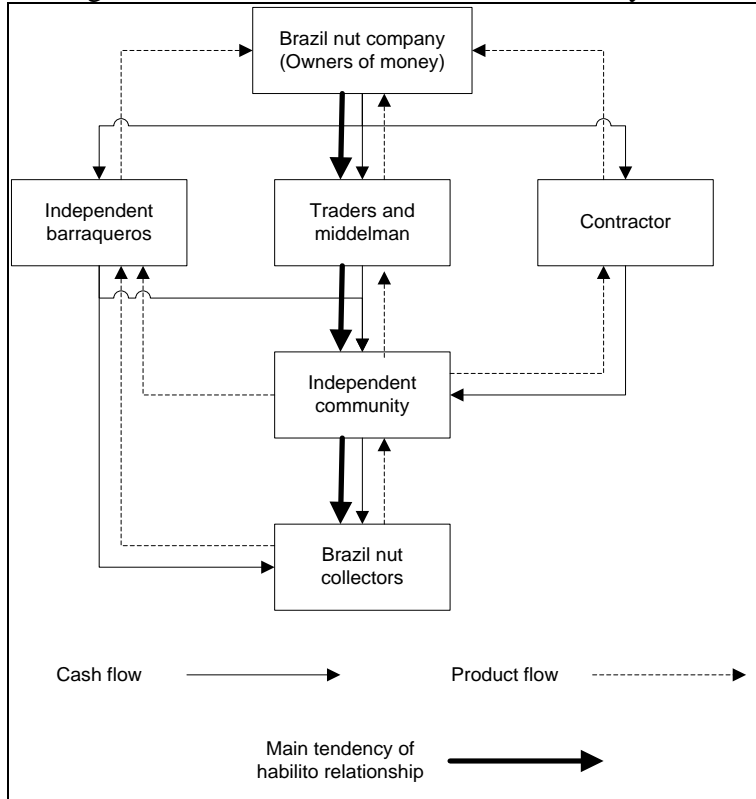 Brazil nut company
(Owners of money)
Independent
barraqueros
Traders and
middelman
Contractor
Independent
community
Brazil nut
collectors
Cash flow
Product flow
Main tendency of
habilito relationship